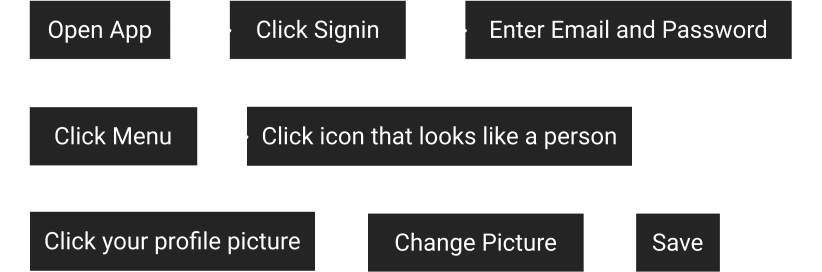 Open App Click Signin Enter Email and Password
Click Menu Click icon that looks like a person
Click your profile picture Change Picture Save